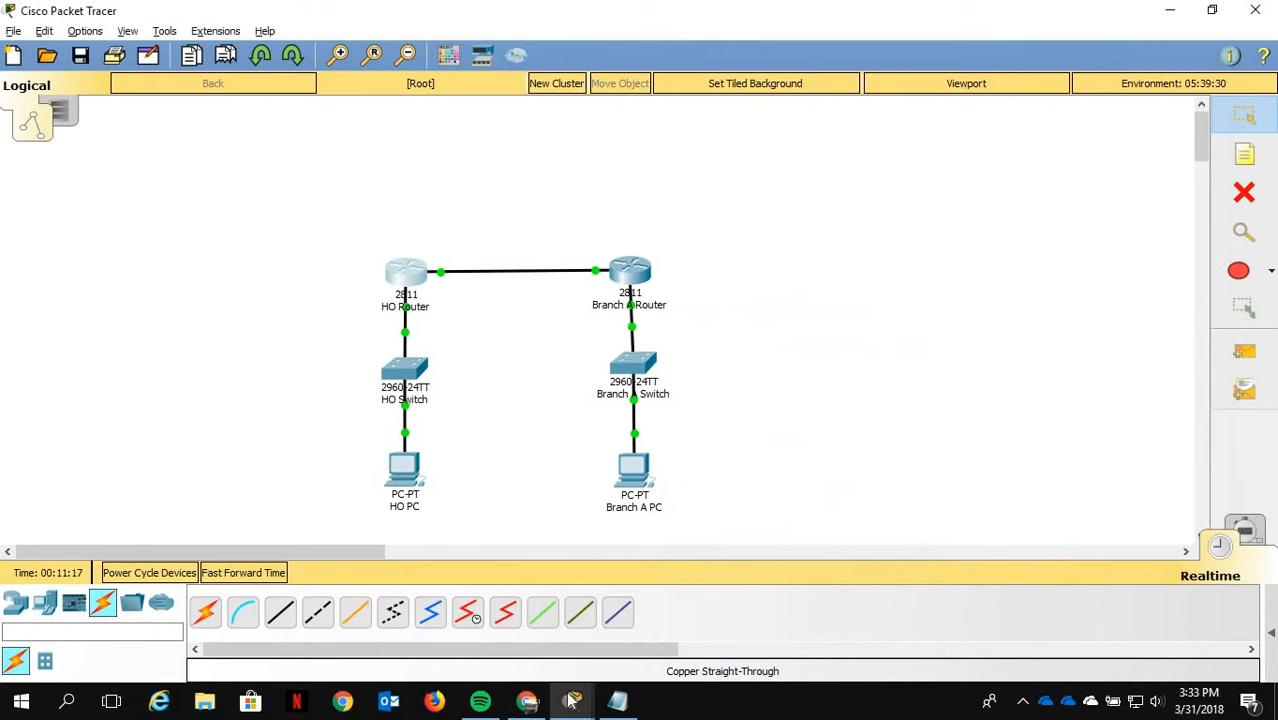 Cisco Packet Tracer
File Edit Options View Tools Extensions Help
Logical Back [Root] New Cluster Move Object Set Tiled Background Viewport Environment: 05:39:30
2811
HO Router
2811
Branch A Router
2960-24TT
HO Switch
2960-24TT
Branch A Switch
PC-PT
HO PC
PC-PT
Branch A PC
Time: 00:11:17 Power Cycle Devices Fast Forward Time Realtime
Copper Straight-Through
3:33 PM
3/31/2018
7